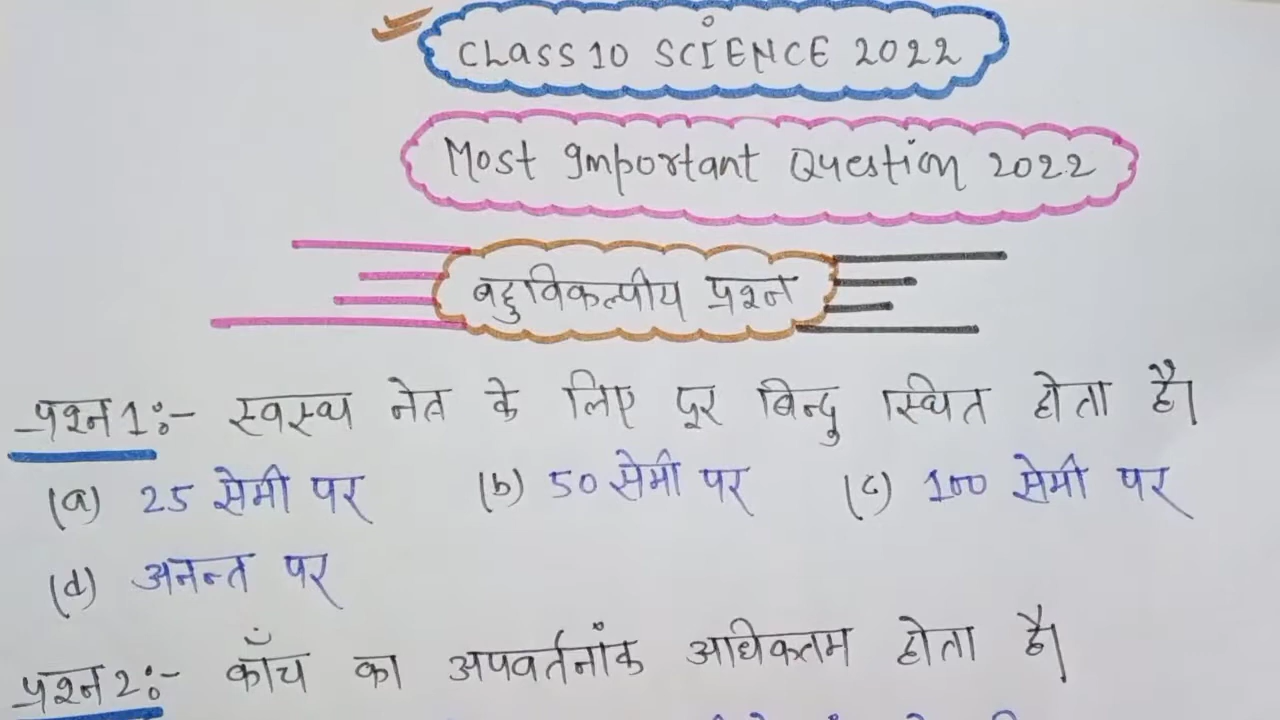 CLass 10 SCiENCE 2022
Most Important Question 2022
बहुविकल्पीय प्रश्न
प्रश्न 1:- स्वस्थ नेत्र के लिए दूर बिन्दु स्थित होता है।
(a) 25 सेमी पर (b) 50 सेमी पर (c) 100 सेमी पर
(d) अनन्त पर
प्रश्न 2:- काँच का अपवर्तनांक अधिकतम होता है।